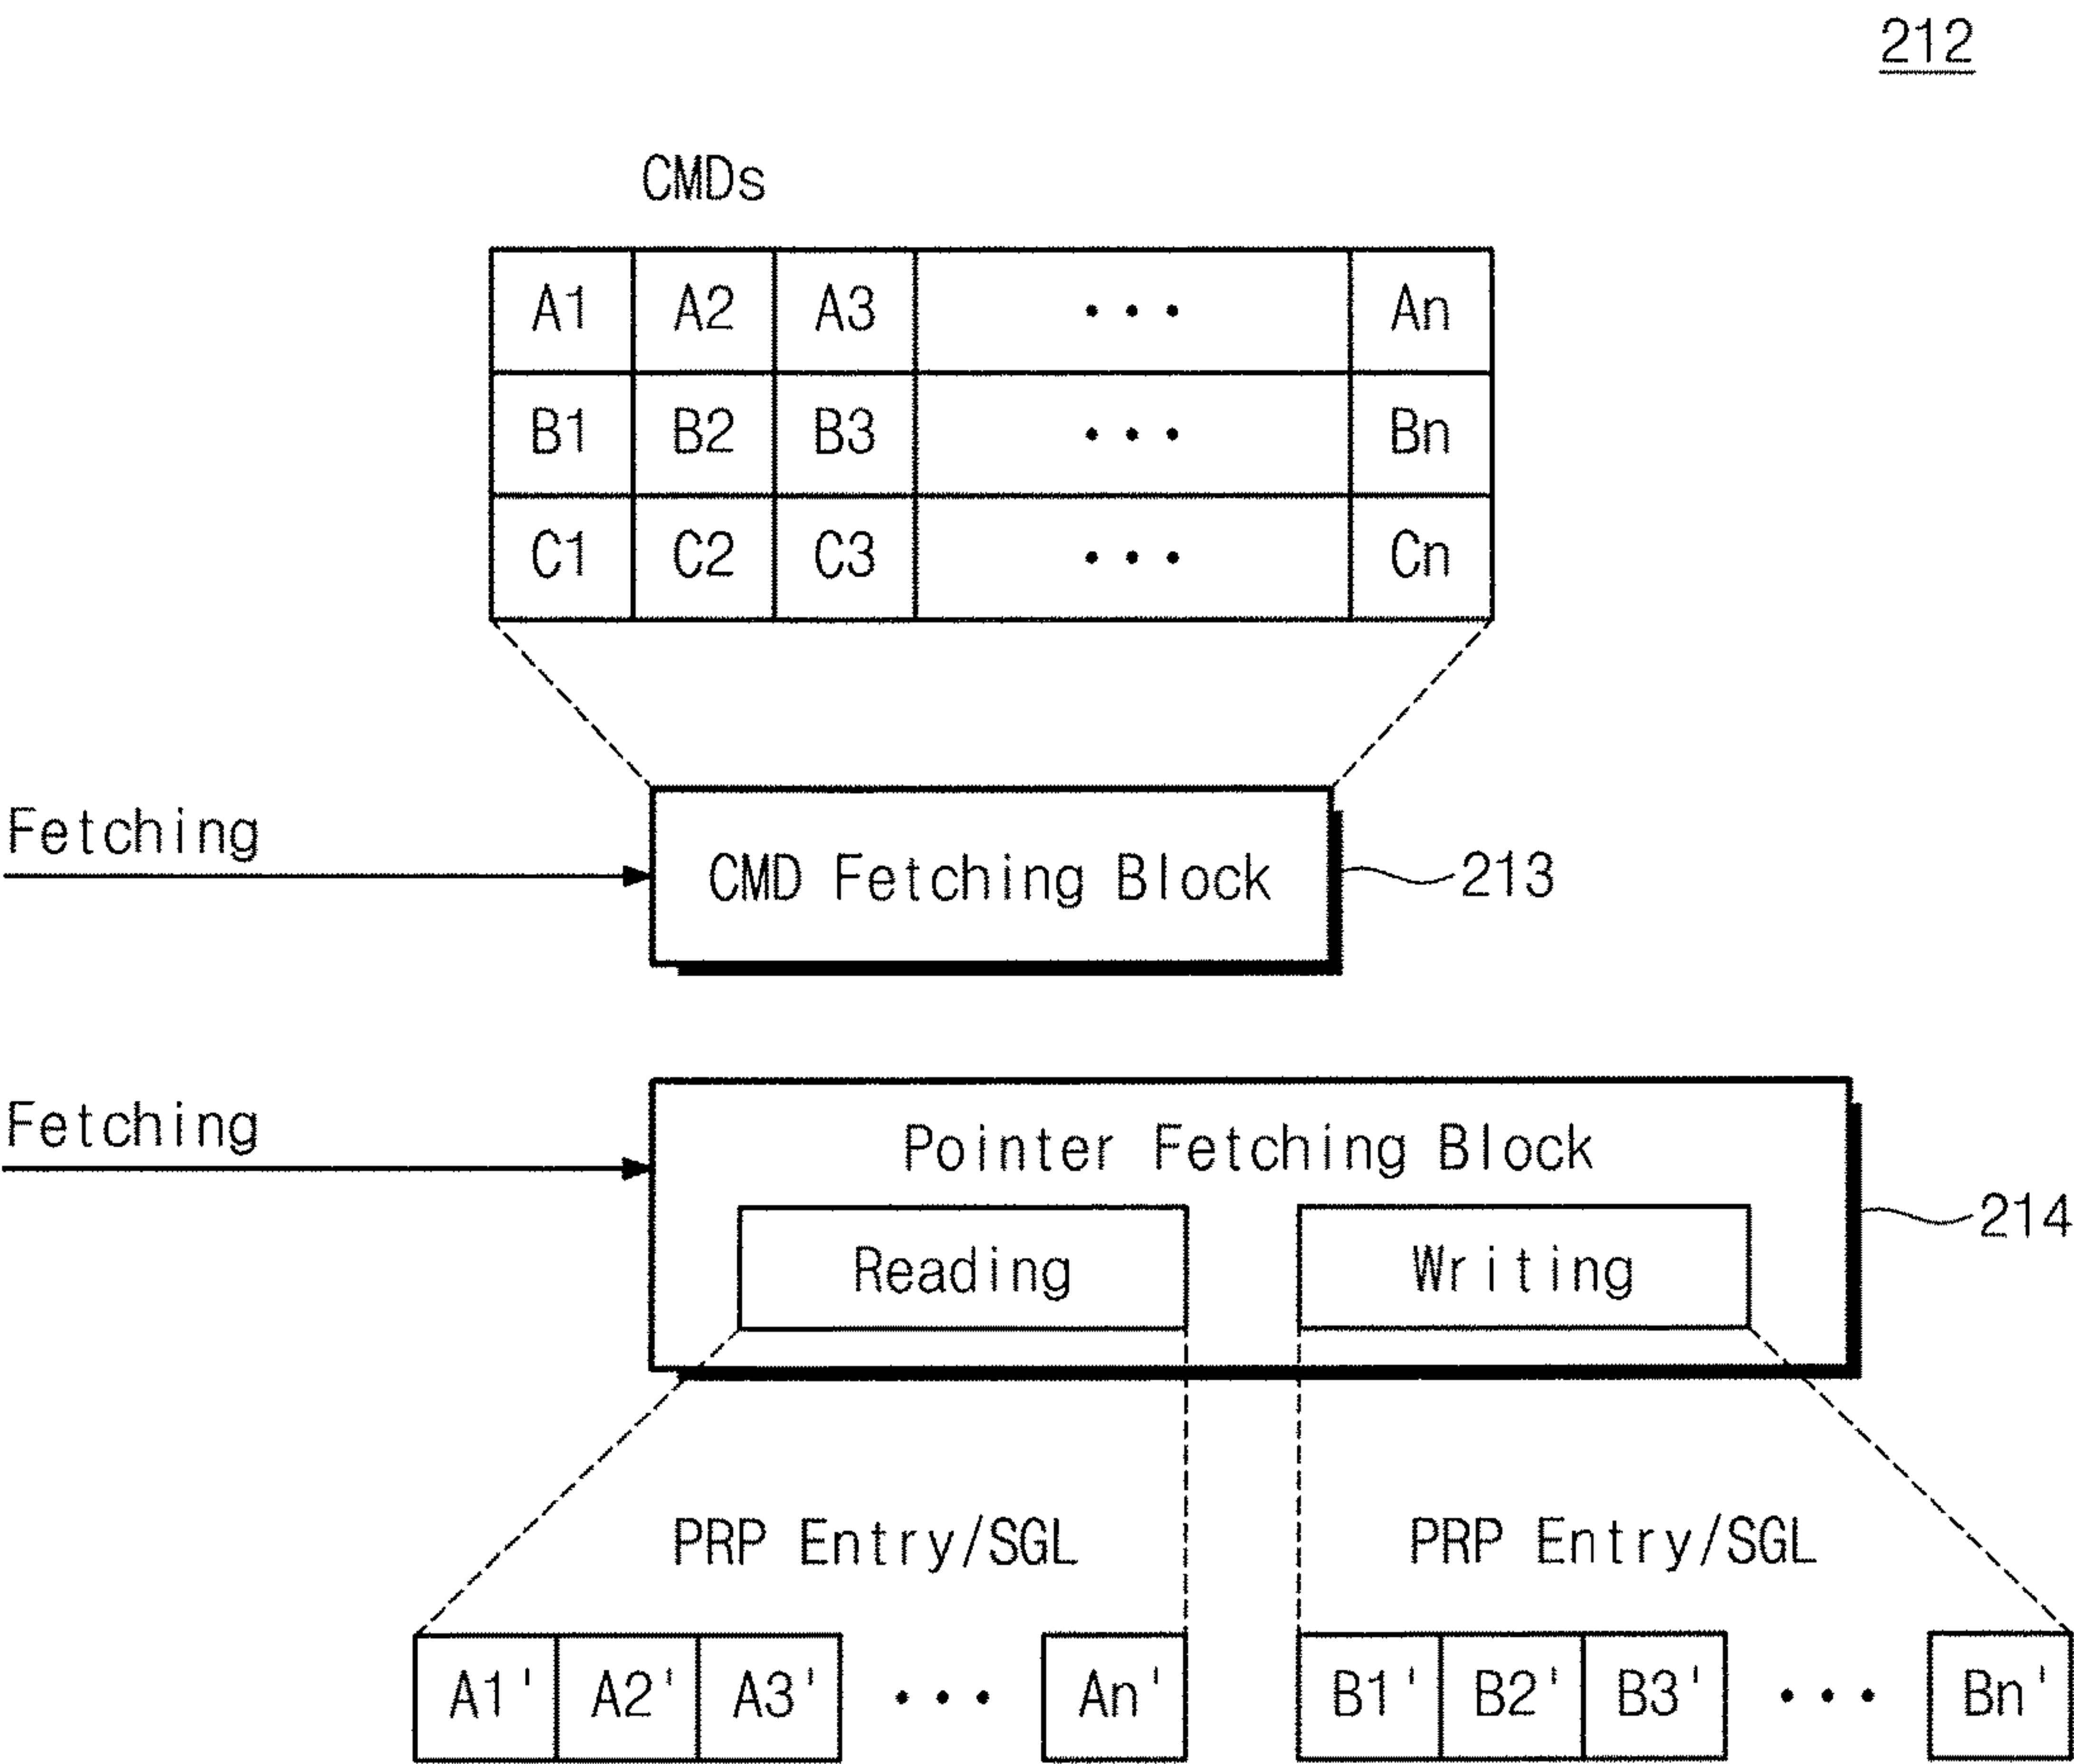 212
CMDs
A1 A2 A3 ••• An
B1 B2 B3 ••• Bn
C1 C2 C3 ••• Cn
Fetching
CMD Fetching Block 213
Fetching
Pointer Fetching Block
Reading Writing 214
PRP Entry/SGL PRP Entry/SGL
A1' A2' A3' ••• An' B1' B2' B3' ••• Bn'